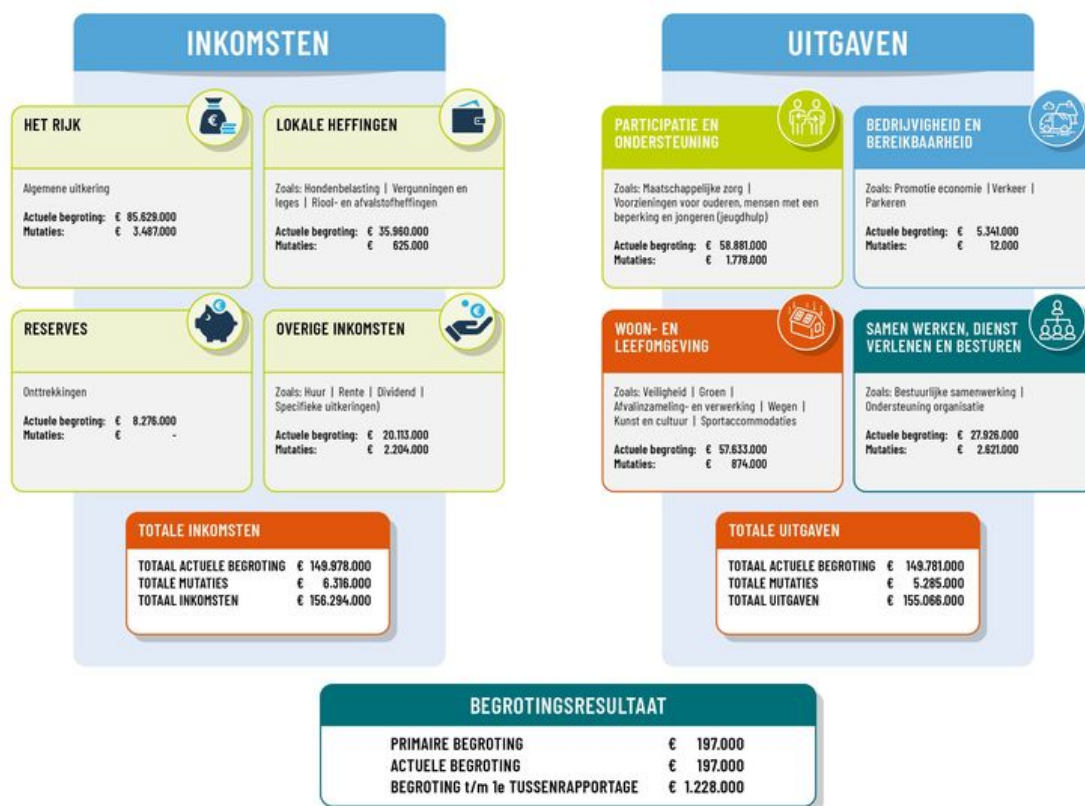 INKOMSTEN
HET RIJK
Algemene uitkering
Actuele begroting: € 85.629.000
Mutaties: € 3.487.000
LOKALE HEFFINGEN
Zoals: Hondenbelasting | Vergunningen en
leges | Riool- en afvalstofheffingen
Actuele begroting: € 35.960.000
Mutaties: € 625.000
RESERVES
Onttrekkingen
Actuele begroting: € 8.276.000
Mutaties: € -
OVERIGE INKOMSTEN
Zoals: Huur | Rente | Dividend |
Specifieke uitkeringen)
Actuele begroting: € 20.113.000
Mutaties: € 2.204.000
TOTALE INKOMSTEN
TOTAAL ACTUELE BEGROTING € 149.978.000
TOTALE MUTATIES € 6.316.000
TOTAAL INKOMSTEN € 156.294.000
UITGAVEN
PARTICIPATIE EN
ONDERSTEUNING
Zoals: Maatschappelijke zorg |
Voorzieningen voor ouderen, mensen met een
beperking en jongeren (jeugdhulp)
Actuele begroting: € 58.881.000
Mutaties: € 1.778.000
BEDRIJVIGHEID EN
BEREIKBAARHEID
Zoals: Promotie economie | Verkeer |
Parkeren
Actuele begroting: € 5.341.000
Mutaties: € 12.000
WOON- EN
LEEFOMGEVING
Zoals: Veiligheid | Groen |
Afvalinzameling- en verwerking | Wegen |
Kunst en cultuur | Sportaccommodaties
Actuele begroting: € 57.633.000
Mutaties: € 874.000
SAMEN WERKEN, DIENST
VERLENEN EN BESTUREN
Zoals: Bestuurlijke samenwerking |
Ondersteuning organisatie
Actuele begroting: € 27.926.000
Mutaties: € 2.621.000
TOTALE UITGAVEN
TOTAAL ACTUELE BEGROTING € 149.781.000
TOTALE MUTATIES € 5.285.000
TOTAAL UITGAVEN € 155.066.000
BEGROTINGSRESULTAAT
PRIMAIRE BEGROTING € 197.000
ACTUELE BEGROTING € 197.000
BEGROTING t/m 1e TUSSENRAPPORTAGE € 1.228.000